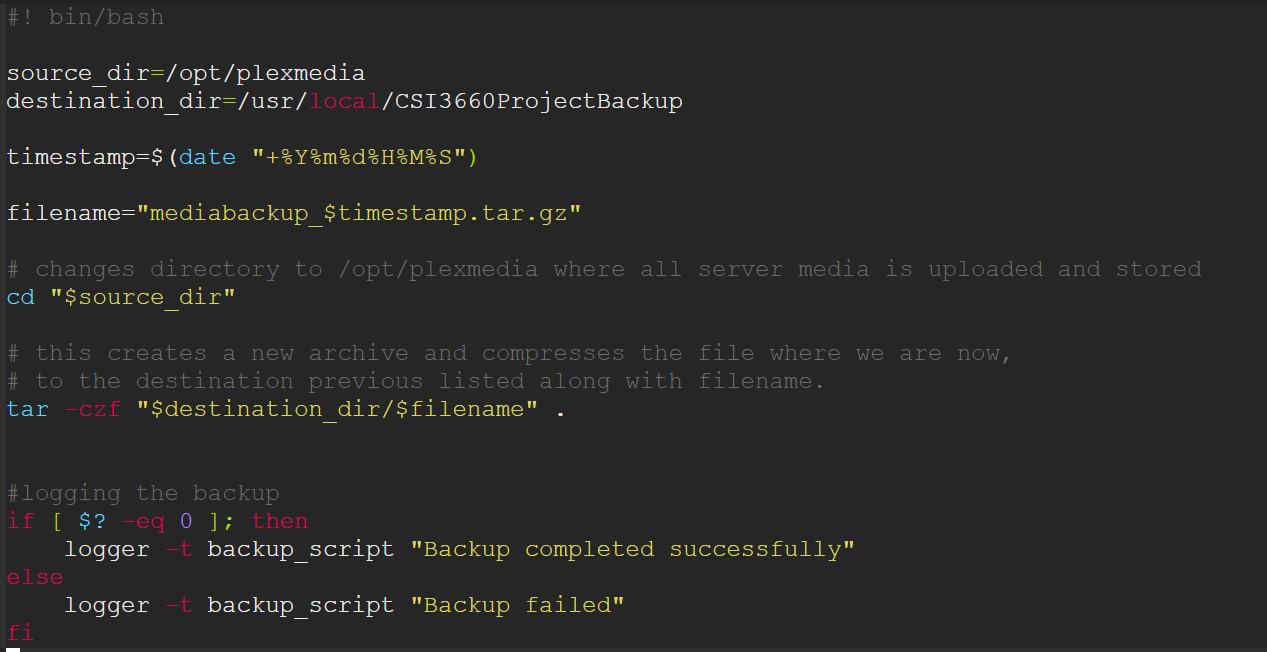 #! bin/bash
source_dir=/opt/plexmedia
destination_dir=/usr/local/CSI3660ProjectBackup
timestamp=$(date "+%Y%m%d%H%M%S")
filename="mediabackup_$timestamp.tar.gz"
# changes directory to /opt/plexmedia where all server media is uploaded and stored
cd "$source_dir"
# this creates a new archive and compresses the file where we are now,
# to the destination previous listed along with filename.
tar -czf "$destination_dir/$filename" .
#logging the backup
if [ $? -eq 0 ]; then
    logger -t backup_script "Backup completed successfully"
else
    logger -t backup_script "Backup failed"
fi